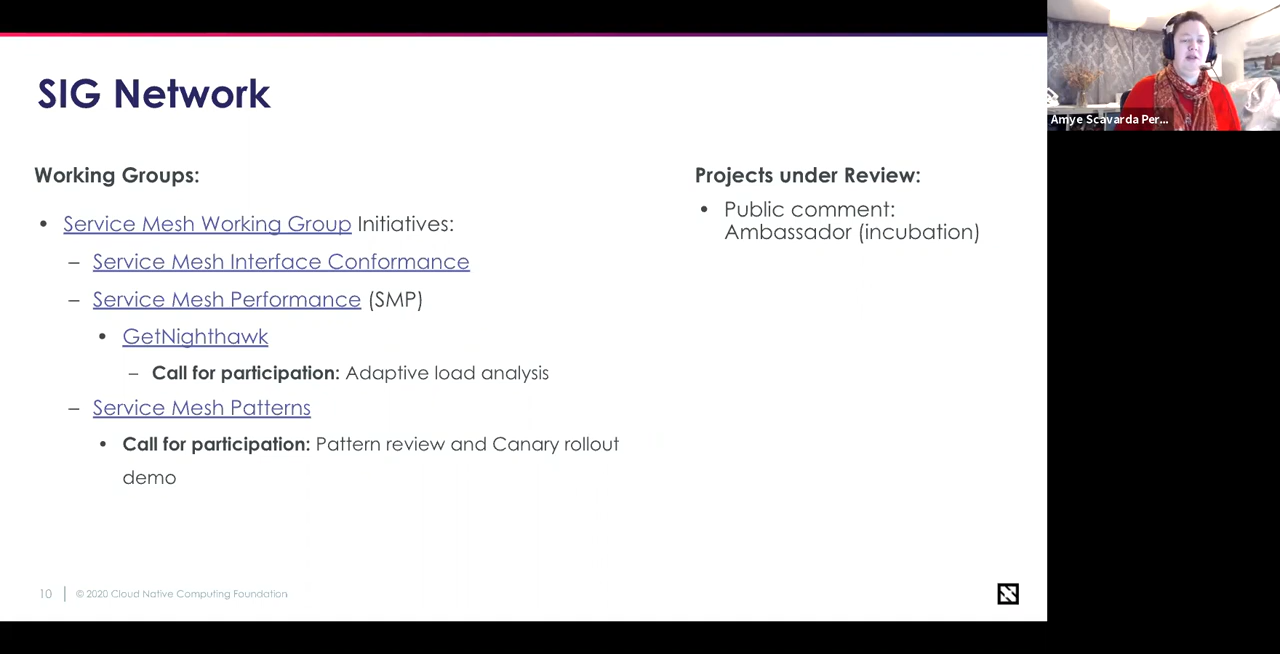 SIG Network
Working Groups:
• Service Mesh Working Group Initiatives:
– Service Mesh Interface Conformance
– Service Mesh Performance (SMP)
• GetNighthawk
– Call for participation: Adaptive load analysis
– Service Mesh Patterns
• Call for participation: Pattern review and Canary rollout
demo
Projects under Review:
• Public comment:
Ambassador (incubation)
10 | © 2020 Cloud Native Computing Foundation
Amye Scavarda Per...